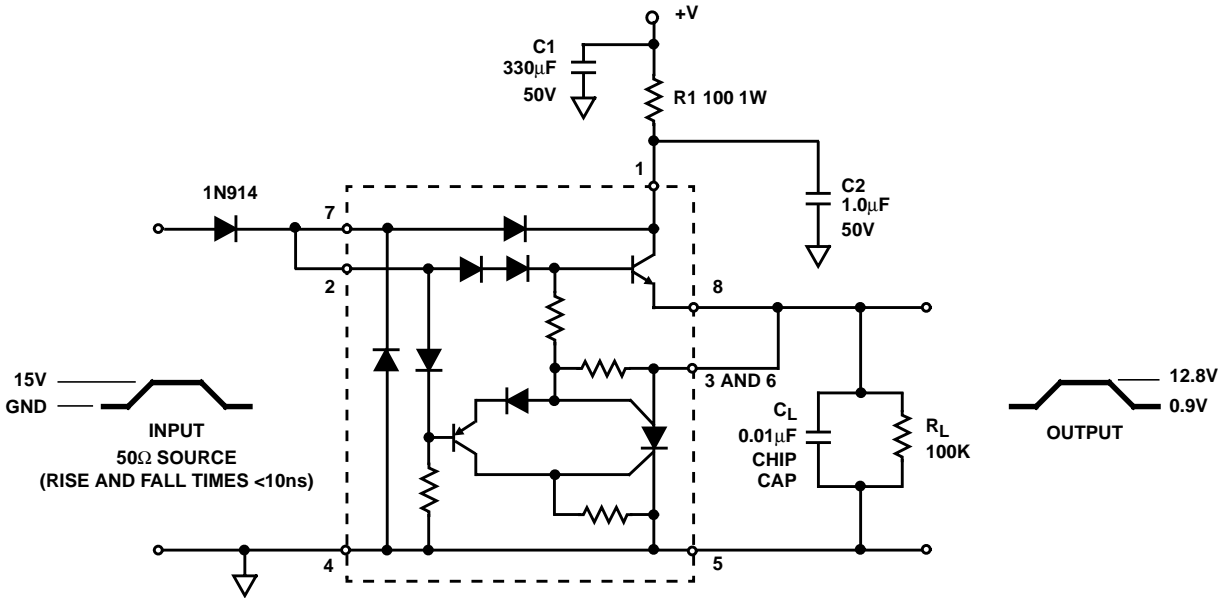 +V
C1
330μF
50V
R1 100 1W
1
C2
1.0μF
50V
1N914
7
2
8
3 AND 6
15V
GND
INPUT
50Ω SOURCE
(RISE AND FALL TIMES <10ns)
CL
0.01μF
CHIP
CAP
RL
100K
12.8V
0.9V
OUTPUT
4
5